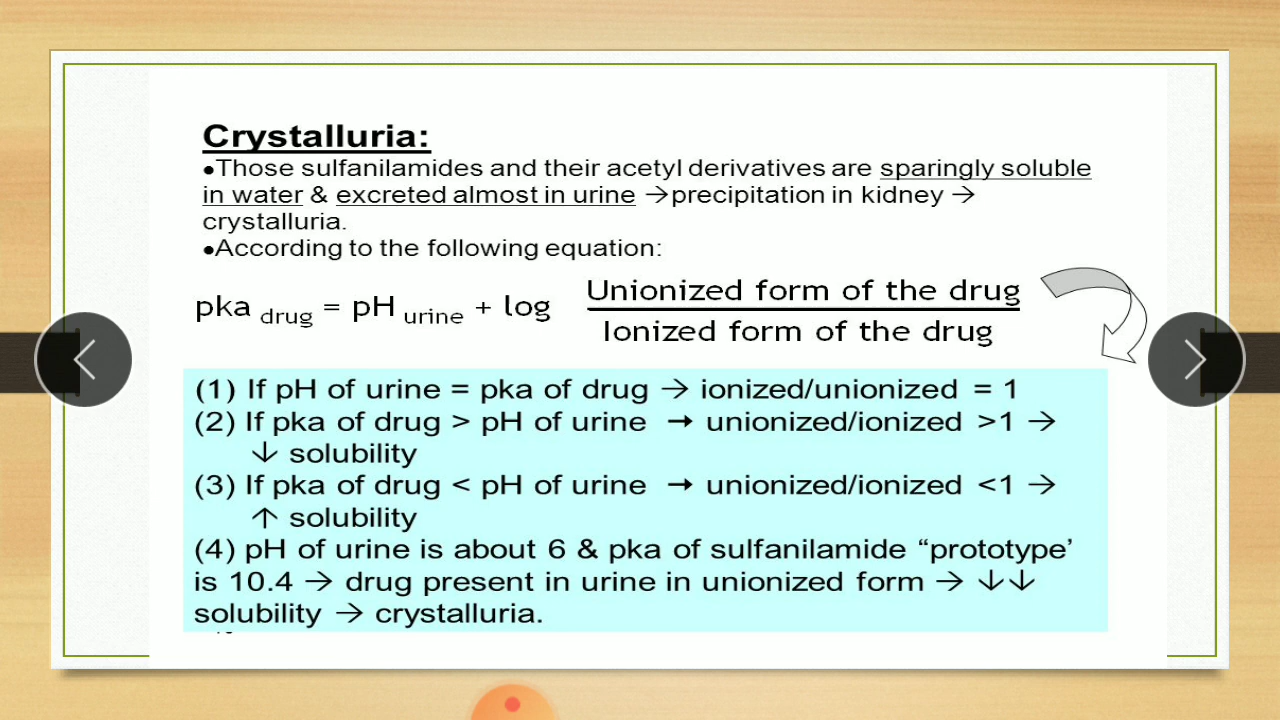 Crystalluria:
•Those sulfanilamides and their acetyl derivatives are sparingly soluble
in water & excreted almost in urine →precipitation in kidney →
crystalluria.
•According to the following equation:
Unionized form of the drug
pka drug = pH urine + log
Ionized form of the drug
(1) If pH of urine = pka of drug → ionized/unionized = 1
(2) If pka of drug > pH of urine → unionized/ionized >1 →
↓ solubility
(3) If pka of drug < pH of urine → unionized/ionized <1 →
↑ solubility
(4) pH of urine is about 6 & pka of sulfanilamide “prototype’
is 10.4 → drug present in urine in unionized form → ↓↓
solubility → crystalluria.